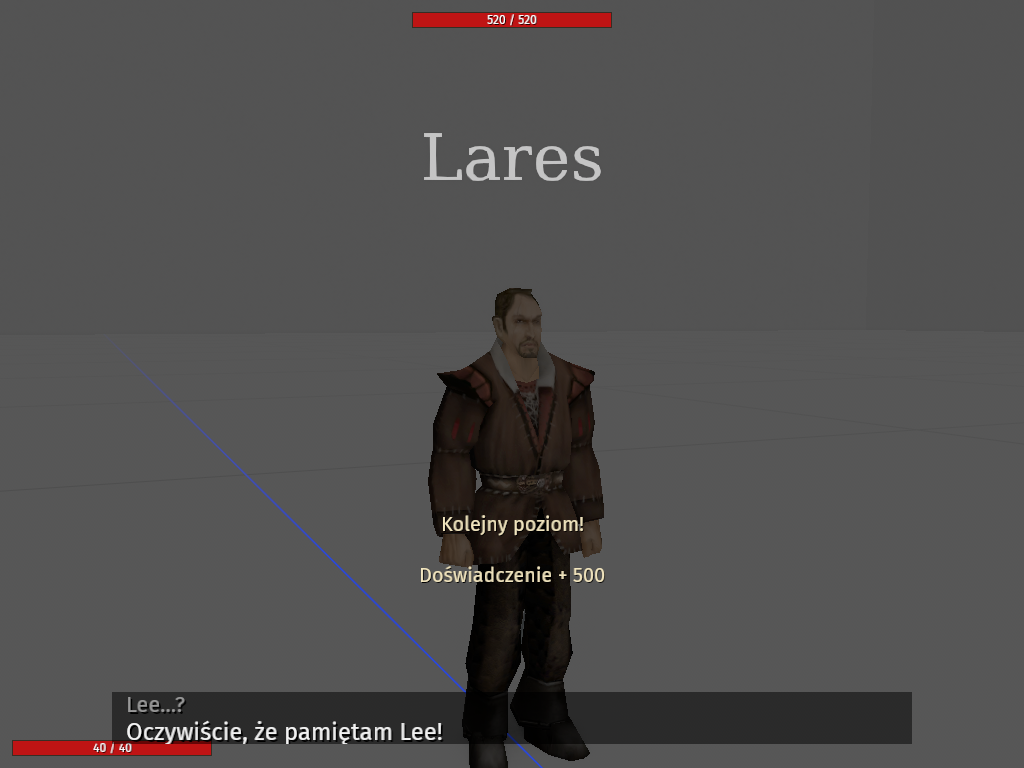 520 / 520
Lares
Kolejny poziom!
Doświadczenie + 500
Lee...?
Oczywiście, że pamiętam Lee!
40 / 40